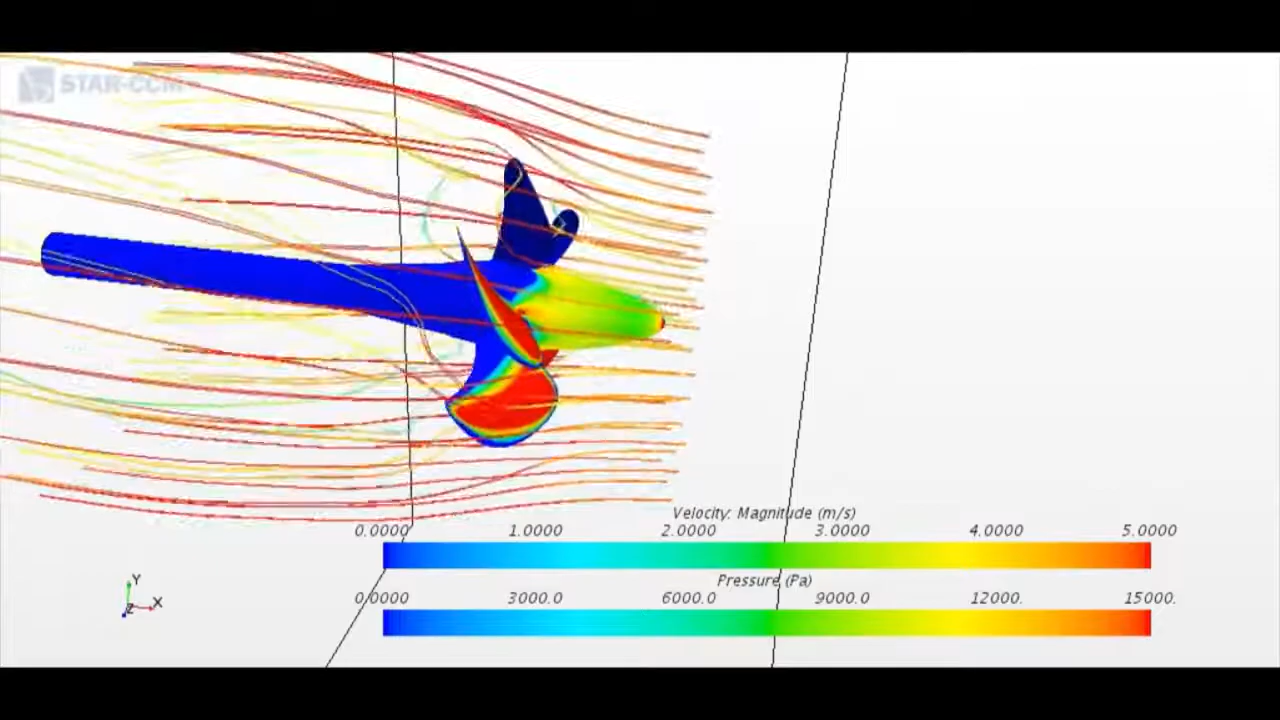 STAR-CCM+
Velocity: Magnitude (m/s)
0.0000 1.0000 2.0000 3.0000 4.0000 5.0000
Pressure (Pa)
0.0000 3000.0 6000.0 9000.0 12000. 15000.
Y
Z X